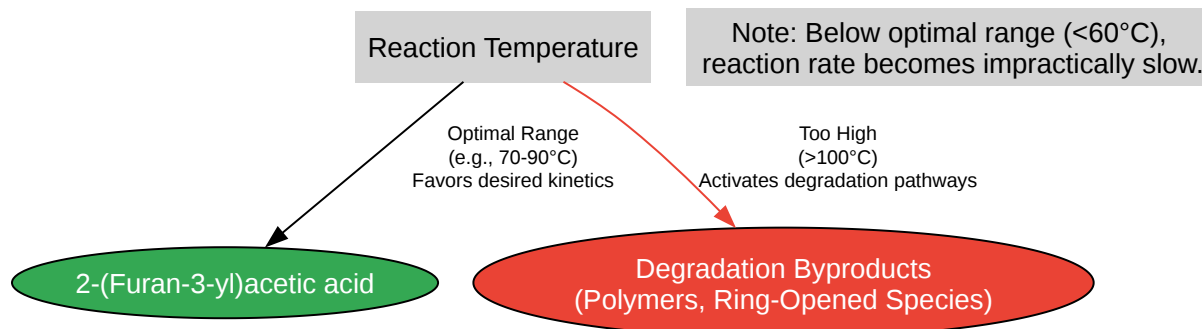 Reaction Temperature
Note: Below optimal range (<60°C),
reaction rate becomes impractically slow.
Optimal Range
(e.g., 70-90°C)
Favors desired kinetics
Too High
(>100°C)
Activates degradation pathways
2-(Furan-3-yl)acetic acid
Degradation Byproducts
(Polymers, Ring-Opened Species)